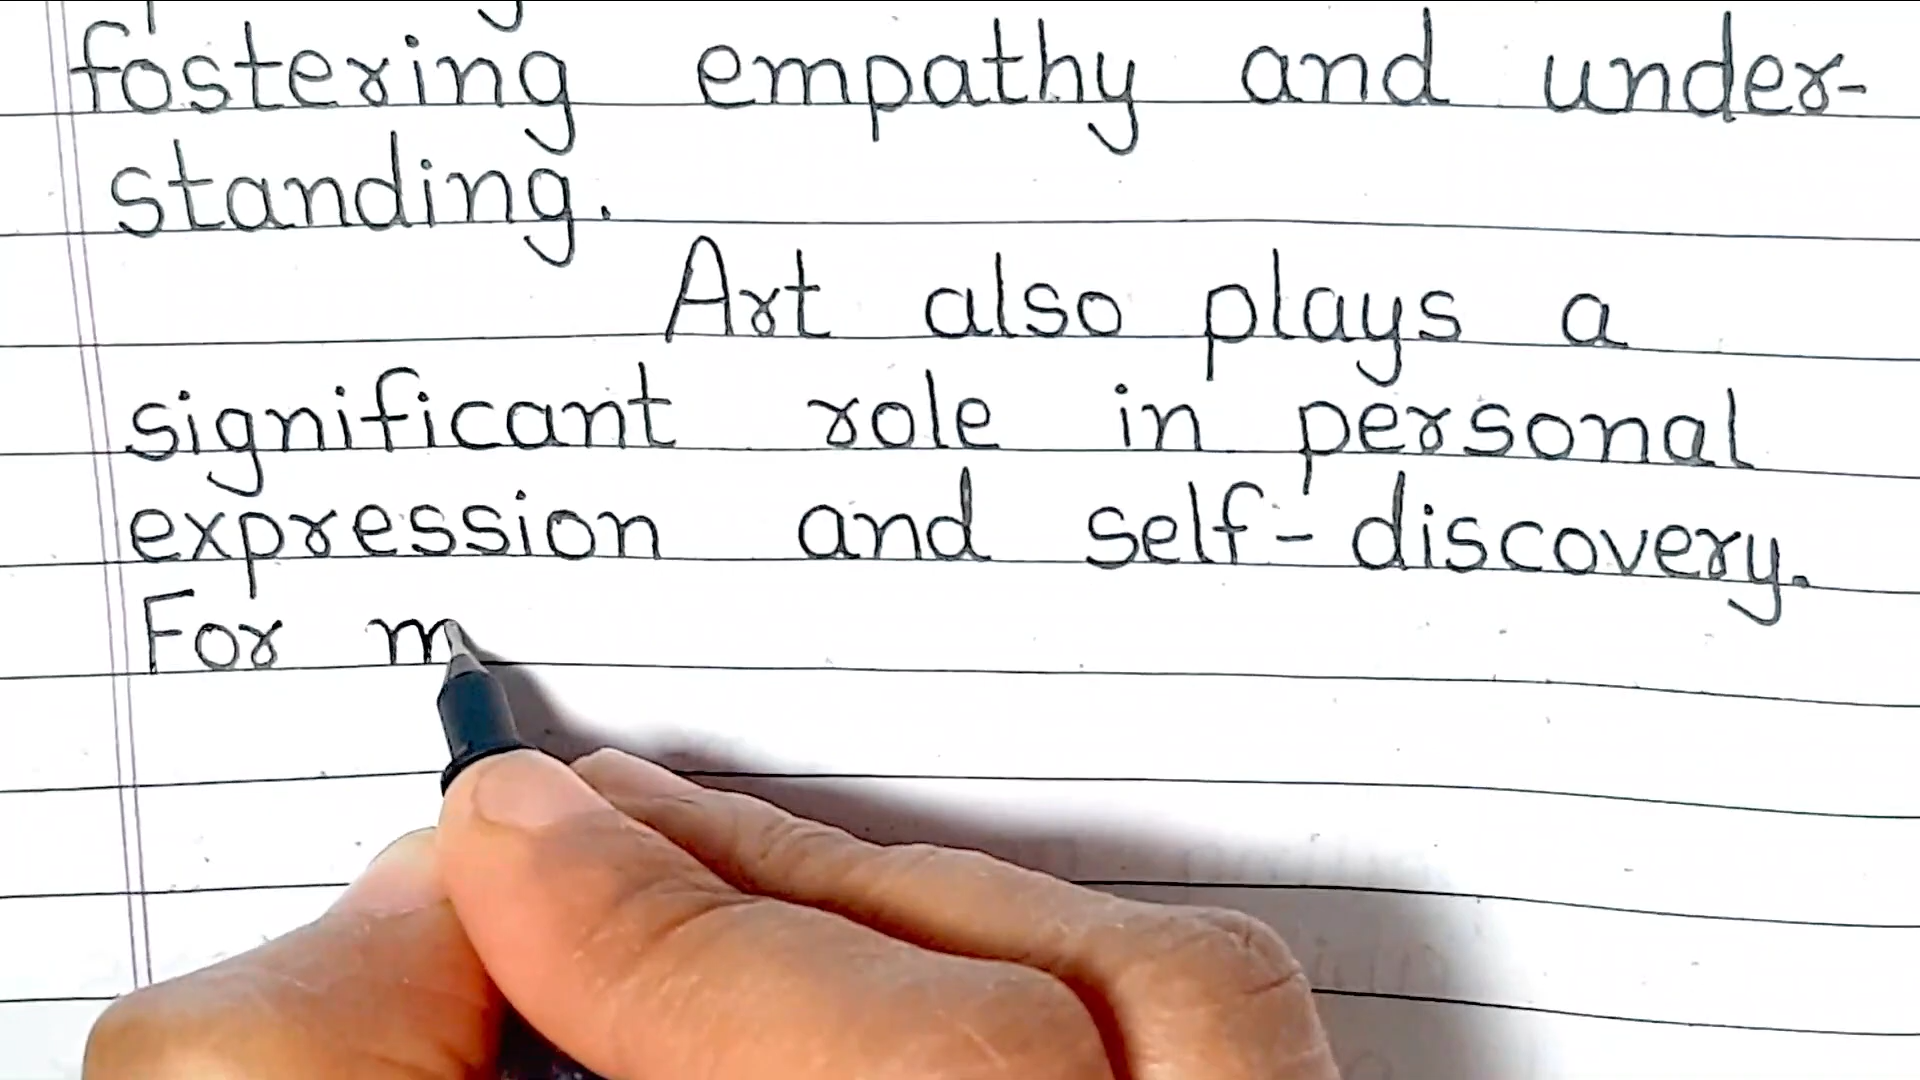 fostering empathy and under-
standing.
Art also plays a
significant role in personal
expression and self-discovery.
For m